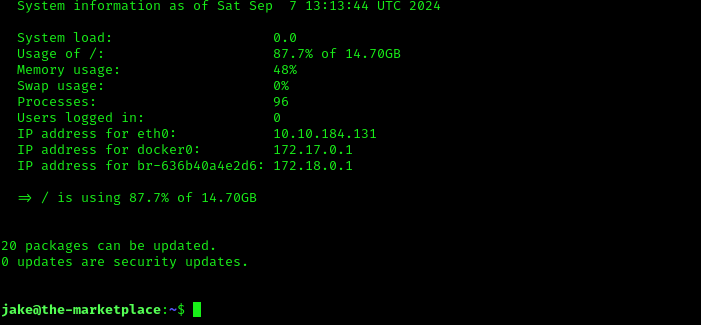 System information as of Sat Sep  7 13:13:44 UTC 2024
System load:                    0.0
Usage of /:                     87.7% of 14.70GB
Memory usage:                   48%
Swap usage:                     0%
Processes:                      96
Users logged in:                0
IP address for eth0:            10.10.184.131
IP address for docker0:         172.17.0.1
IP address for br-636b40a4e2d6: 172.18.0.1
=> / is using 87.7% of 14.70GB
20 packages can be updated.
0 updates are security updates.
jake@the-marketplace:~$